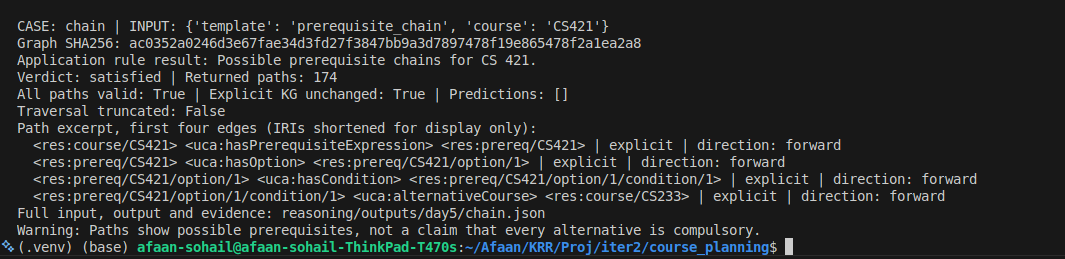 CASE: chain | INPUT: {'template': 'prerequisite_chain', 'course': 'CS421'}
Graph SHA256: ac0352a0246d3e67fae34d3fd27f3847bb9a3d7897478f19e865478f2a1ea2a8
Application rule result: Possible prerequisite chains for CS 421.
Verdict: satisfied | Returned paths: 174
All paths valid: True | Explicit KG unchanged: True | Predictions: []
Traversal truncated: False
Path excerpt, first four edges (IRIs shortened for display only):
  <res:course/CS421> <uca:hasPrerequisiteExpression> <res:prereq/CS421> | explicit | direction: forward
  <res:prereq/CS421> <uca:hasOption> <res:prereq/CS421/option/1> | explicit | direction: forward
  <res:prereq/CS421/option/1> <uca:hasCondition> <res:prereq/CS421/option/1/condition/1> | explicit | direction: forward
  <res:prereq/CS421/option/1/condition/1> <uca:alternativeCourse> <res:course/CS233> | explicit | direction: forward
Full input, output and evidence: reasoning/outputs/day5/chain.json
Warning: Paths show possible prerequisites, not a claim that every alternative is compulsory.
(.venv) (base) afaan-sohail@afaan-sohail-ThinkPad-T470s:~/Afaan/KRR/Proj/iter2/course_planning$